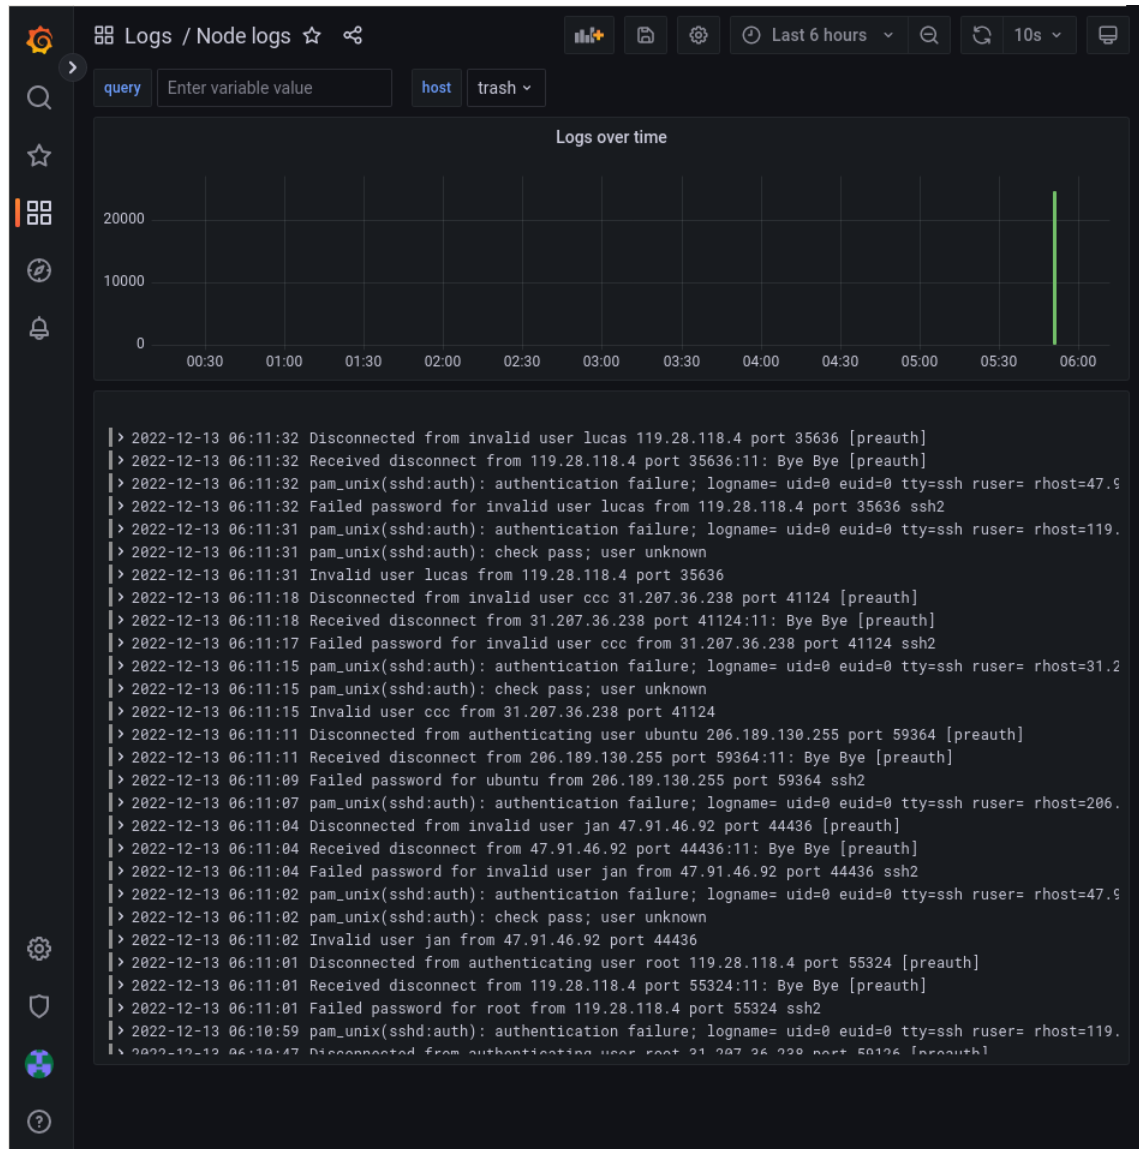 Logs / Node logs
Last 6 hours
10s
query Enter variable value host trash
Logs over time
20000
10000
0
00:30 01:00 01:30 02:00 02:30 03:00 03:30 04:00 04:30 05:00 05:30 06:00
> 2022-12-13 06:11:32 Disconnected from invalid user lucas 119.28.118.4 port 35636 [preauth]
> 2022-12-13 06:11:32 Received disconnect from 119.28.118.4 port 35636:11: Bye Bye [preauth]
> 2022-12-13 06:11:32 pam_unix(sshd:auth): authentication failure; logname= uid=0 euid=0 tty=ssh ruser= rhost=47.9
> 2022-12-13 06:11:32 Failed password for invalid user lucas from 119.28.118.4 port 35636 ssh2
> 2022-12-13 06:11:31 pam_unix(sshd:auth): authentication failure; logname= uid=0 euid=0 tty=ssh ruser= rhost=119.
> 2022-12-13 06:11:31 pam_unix(sshd:auth): check pass; user unknown
> 2022-12-13 06:11:31 Invalid user lucas from 119.28.118.4 port 35636
> 2022-12-13 06:11:18 Disconnected from invalid user ccc 31.207.36.238 port 41124 [preauth]
> 2022-12-13 06:11:18 Received disconnect from 31.207.36.238 port 41124:11: Bye Bye [preauth]
> 2022-12-13 06:11:17 Failed password for invalid user ccc from 31.207.36.238 port 41124 ssh2
> 2022-12-13 06:11:15 pam_unix(sshd:auth): authentication failure; logname= uid=0 euid=0 tty=ssh ruser= rhost=31.2
> 2022-12-13 06:11:15 pam_unix(sshd:auth): check pass; user unknown
> 2022-12-13 06:11:15 Invalid user ccc from 31.207.36.238 port 41124
> 2022-12-13 06:11:11 Disconnected from authenticating user ubuntu 206.189.130.255 port 59364 [preauth]
> 2022-12-13 06:11:11 Received disconnect from 206.189.130.255 port 59364:11: Bye Bye [preauth]
> 2022-12-13 06:11:09 Failed password for ubuntu from 206.189.130.255 port 59364 ssh2
> 2022-12-13 06:11:07 pam_unix(sshd:auth): authentication failure; logname= uid=0 euid=0 tty=ssh ruser= rhost=206.
> 2022-12-13 06:11:04 Disconnected from invalid user jan 47.91.46.92 port 44436 [preauth]
> 2022-12-13 06:11:04 Received disconnect from 47.91.46.92 port 44436:11: Bye Bye [preauth]
> 2022-12-13 06:11:04 Failed password for invalid user jan from 47.91.46.92 port 44436 ssh2
> 2022-12-13 06:11:02 pam_unix(sshd:auth): authentication failure; logname= uid=0 euid=0 tty=ssh ruser= rhost=47.9
> 2022-12-13 06:11:02 pam_unix(sshd:auth): check pass; user unknown
> 2022-12-13 06:11:02 Invalid user jan from 47.91.46.92 port 44436
> 2022-12-13 06:11:01 Disconnected from authenticating user root 119.28.118.4 port 55324 [preauth]
> 2022-12-13 06:11:01 Received disconnect from 119.28.118.4 port 55324:11: Bye Bye [preauth]
> 2022-12-13 06:11:01 Failed password for root from 119.28.118.4 port 55324 ssh2
> 2022-12-13 06:10:59 pam_unix(sshd:auth): authentication failure; logname= uid=0 euid=0 tty=ssh ruser= rhost=119.
> 2022-12-13 06:10:47 Disconnected from authenticating user root 31.207.36.238 port 59126 [preauth]